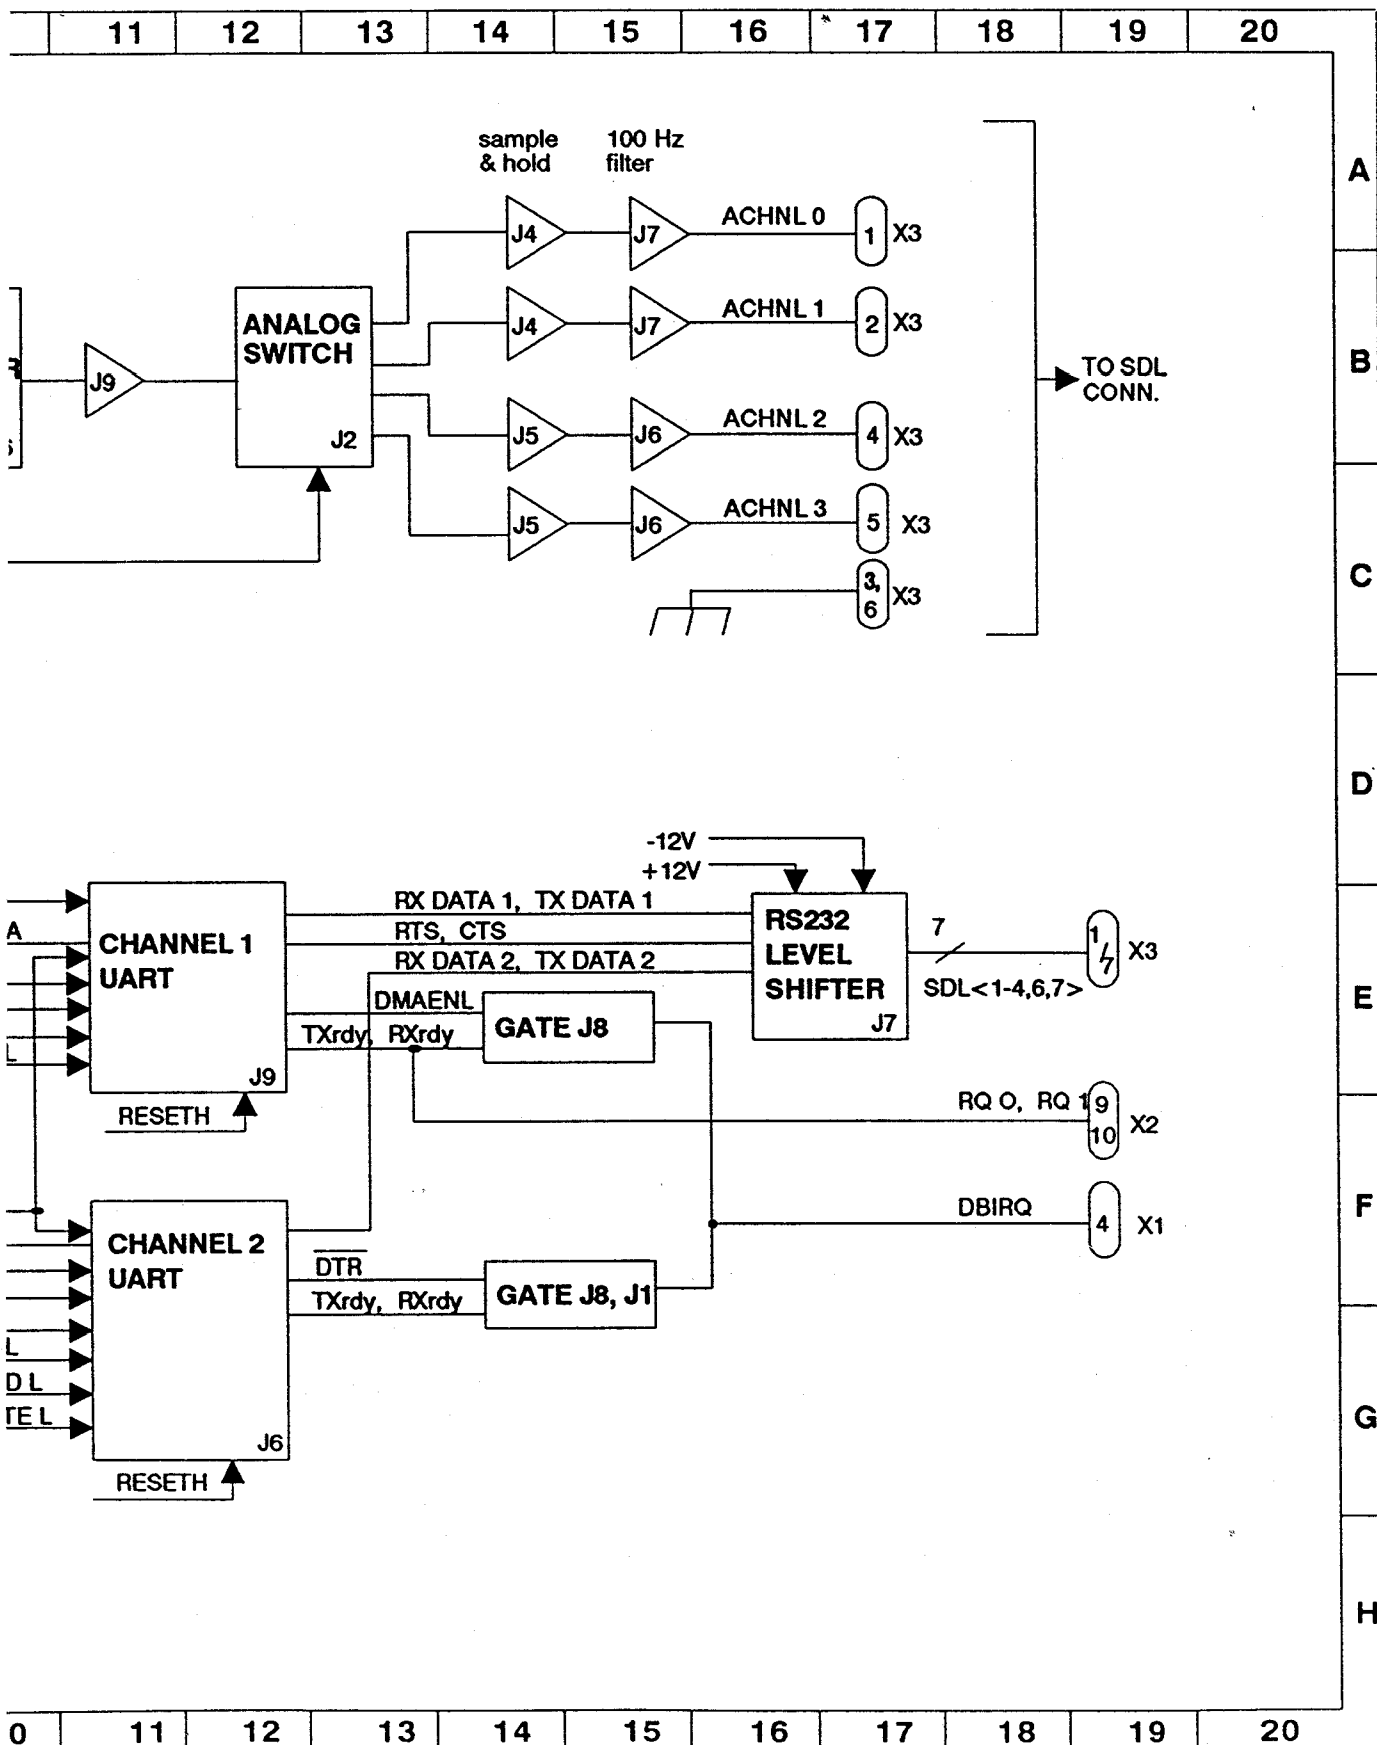 11 12 13 14 15 16 17 18 19 20
sample & hold
100 Hz filter
A
J4 J7 ACHNL 0 1 X3
ANALOG SWITCH
J2
J4 J7 ACHNL 1 2 X3
B
J9
TO SDL CONN.
J5 J6 ACHNL 2 4 X3
J5 J6 ACHNL 3 5 X3
3, 6 X3
C
D
-12V
+12V
A
CHANNEL 1 UART
J9
RX DATA 1, TX DATA 1
RTS, CTS
RX DATA 2, TX DATA 2
RS232 LEVEL SHIFTER
J7
7
SDL<1-4,6,7>
1/7 X3
E
DMAENL
TXrdy, RXrdy
GATE J8
L
RESETH
RQ O, RQ 1 9 10 X2
DBIRQ 4 X1
F
CHANNEL 2 UART
J6
DTR
TXrdy, RXrdy
GATE J8, J1
L
D L
TE L
G
RESETH
H
0 11 12 13 14 15 16 17 18 19 20